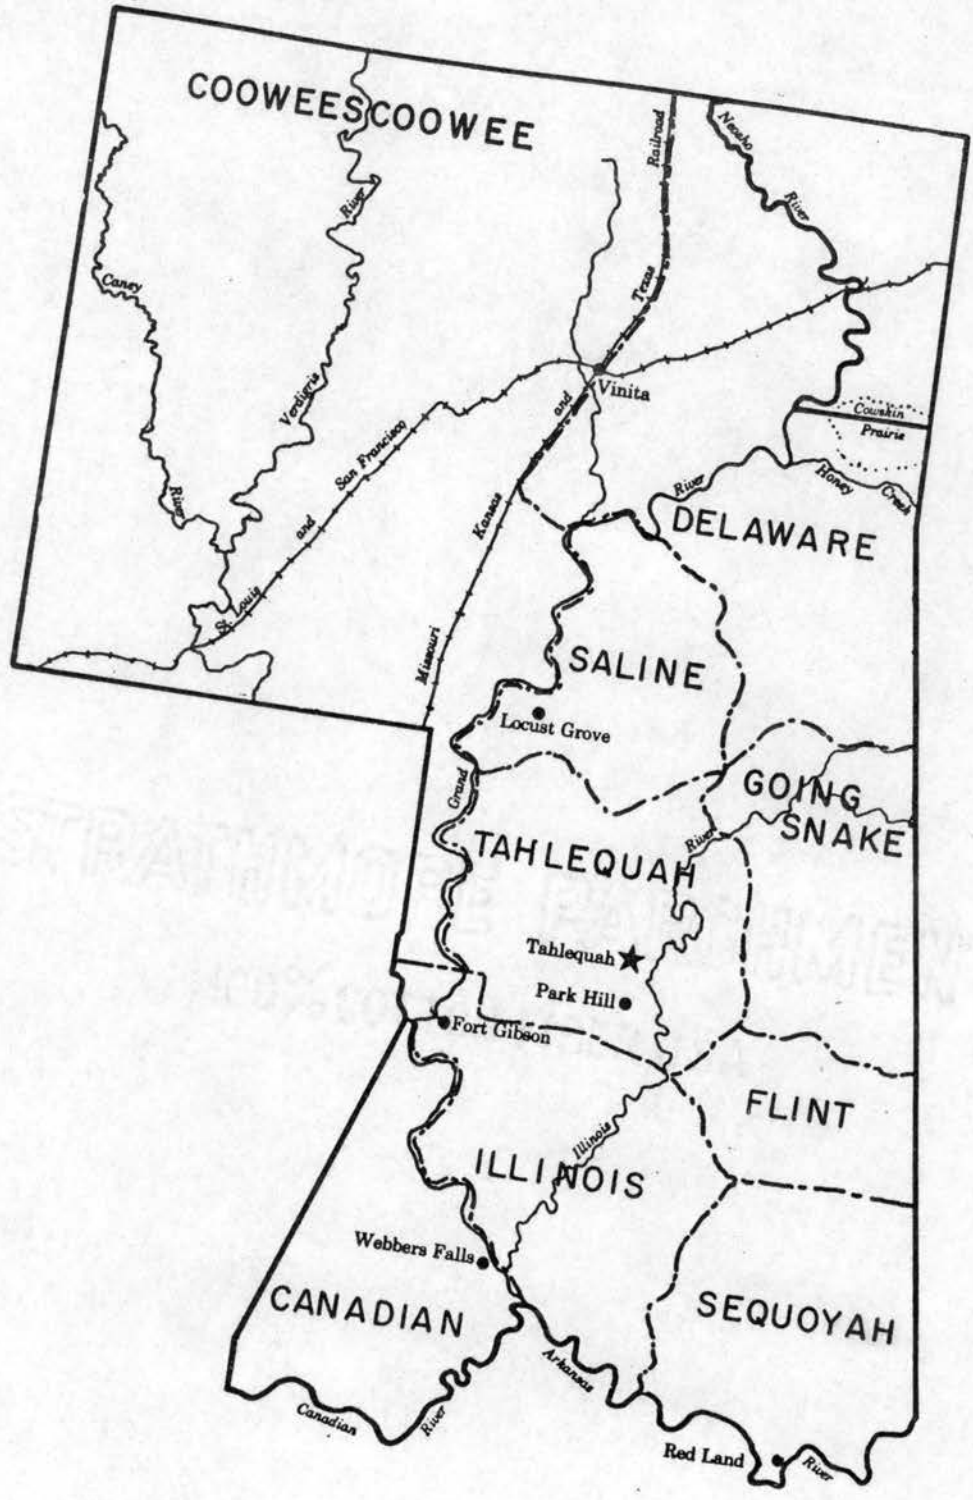 COOWEESCOOWEE
Railroad
Neosho
River
River
Caney
Texas
Verdigris
Vinita
and
Cowskin
Prairie
San Francisco
River
Honey
Creek
River
and
Kansas
DELAWARE
St. Louis
Missouri
SALINE
Locust Grove
Grand
GOING
SNAKE
River
TAHLEQUAH
Tahlequah
Park Hill
Fort Gibson
FLINT
Illinois
ILLINOIS
Webbers Falls
CANADIAN
SEQUOYAH
Arkansas
Canadian
River
Red Land
River